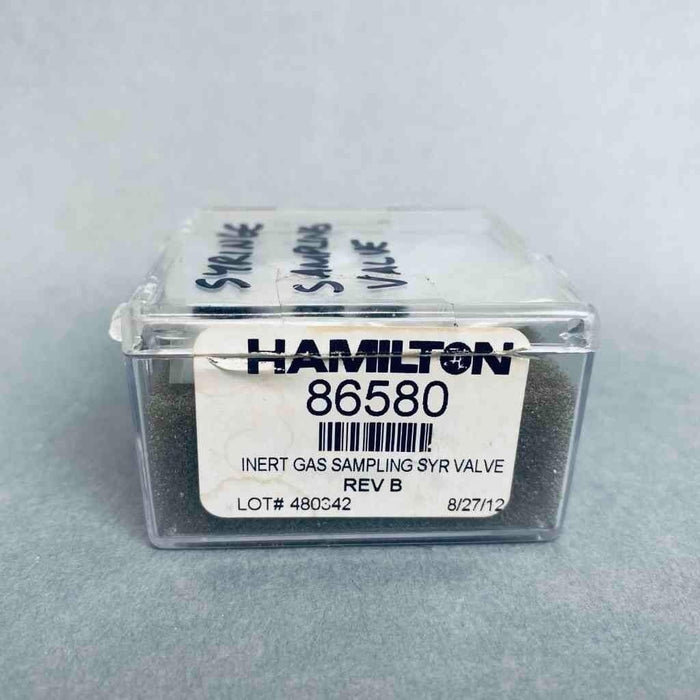 SYRINGE
SAMPLING
VALVE
HAMILTON
86580
INERT GAS SAMPLING SYR VALVE
REV B
LOT# 480342
8/27/12